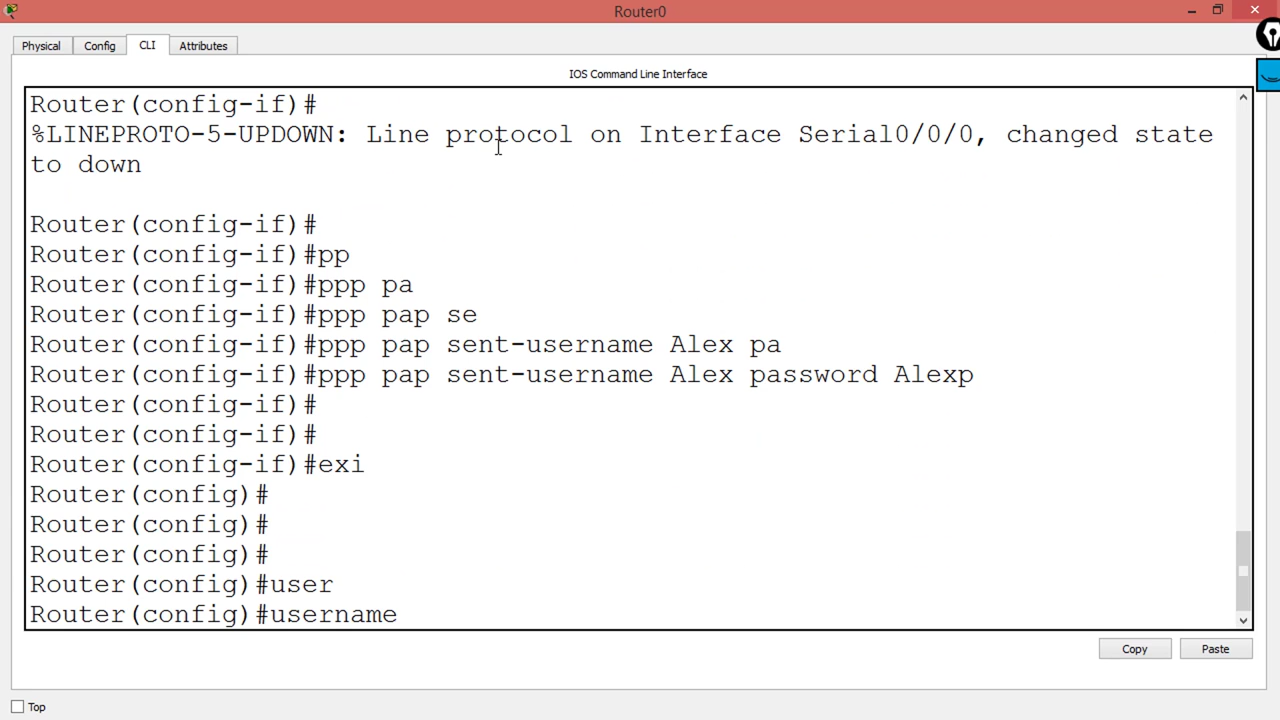 Router0
Physical Config CLI Attributes
IOS Command Line Interface
Router(config-if)#
%LINEPROTO-5-UPDOWN: Line protocol on Interface Serial0/0/0, changed state
to down
Router(config-if)#
Router(config-if)#pp
Router(config-if)#ppp pa
Router(config-if)#ppp pap se
Router(config-if)#ppp pap sent-username Alex pa
Router(config-if)#ppp pap sent-username Alex password Alexp
Router(config-if)#
Router(config-if)#
Router(config-if)#exi
Router(config)#
Router(config)#
Router(config)#
Router(config)#user
Router(config)#username
Copy Paste
Top